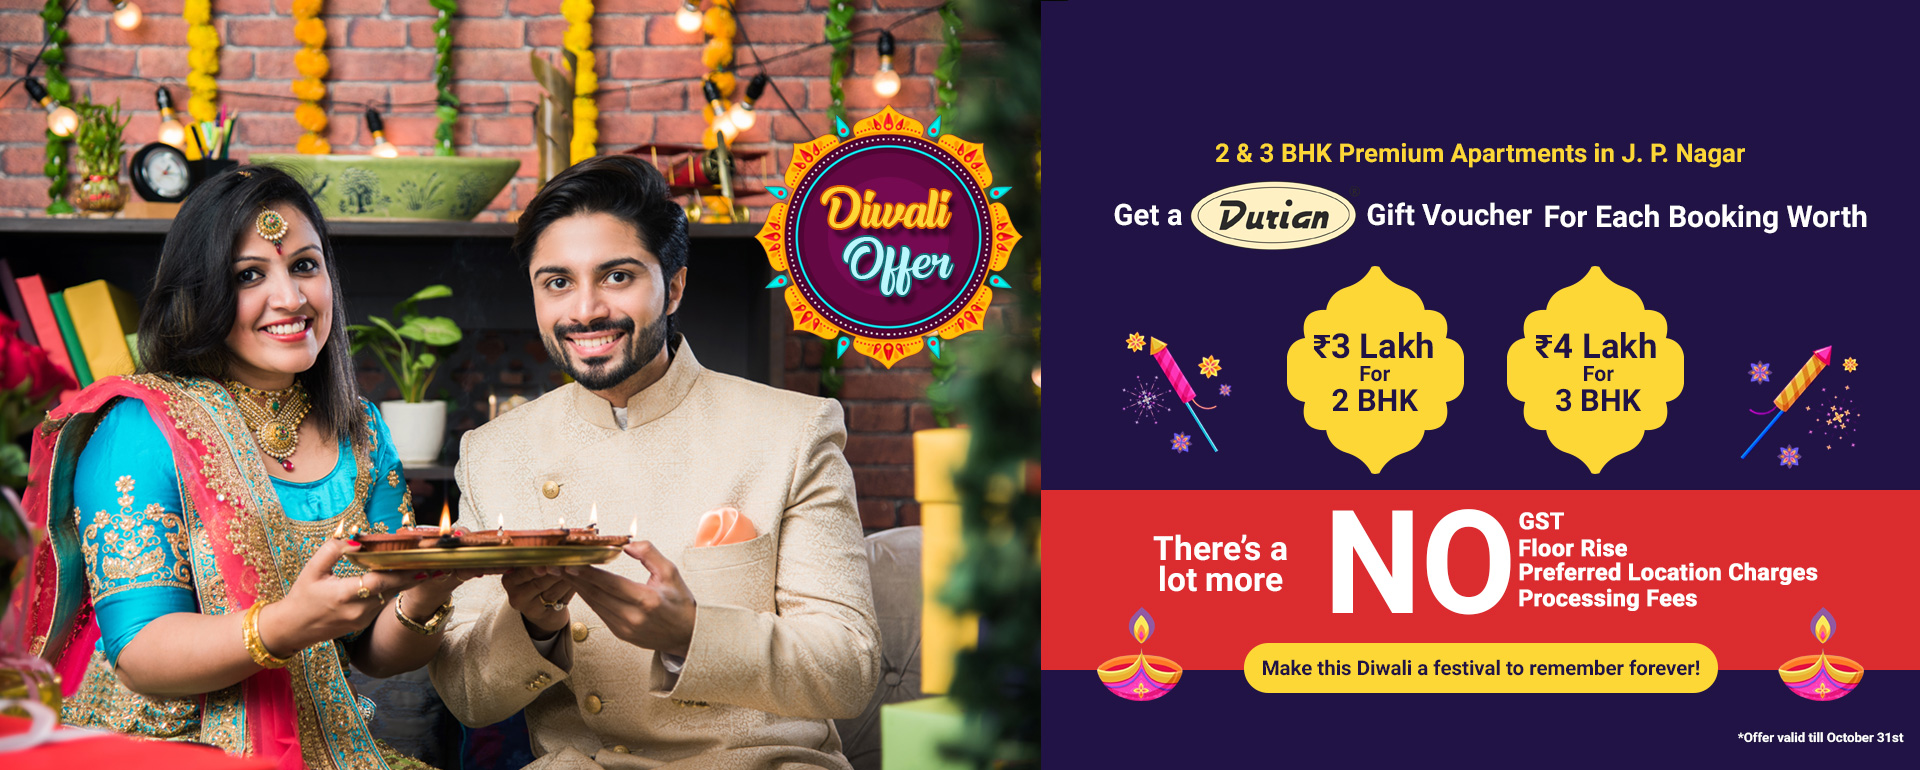 Diwali
Offer
2 & 3 BHK Premium Apartments in J. P. Nagar
Get a Durian Gift Voucher For Each Booking Worth
₹3 Lakh
For
2 BHK
₹4 Lakh
For
3 BHK
There's a
lot more
NO
GST
Floor Rise
Preferred Location Charges
Processing Fees
Make this Diwali a festival to remember forever!
*Offer valid till October 31st